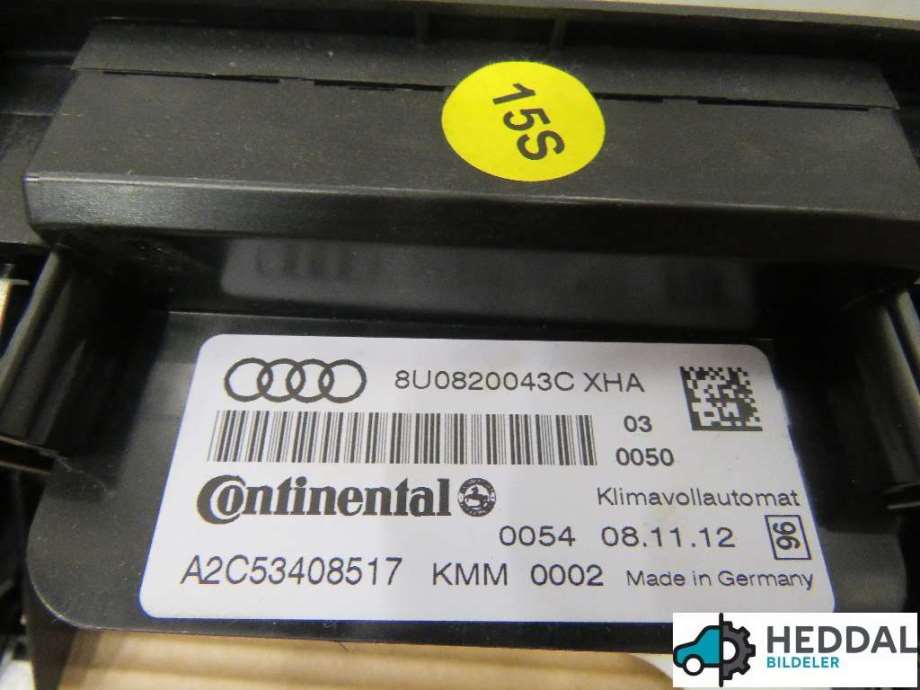 15S
8U0820043C XHA
03
0050
Continental
Klimavollautomat
0054 08.11.12 96
A2C53408517 KMM 0002 Made in Germany
HEDDAL
BILDELER